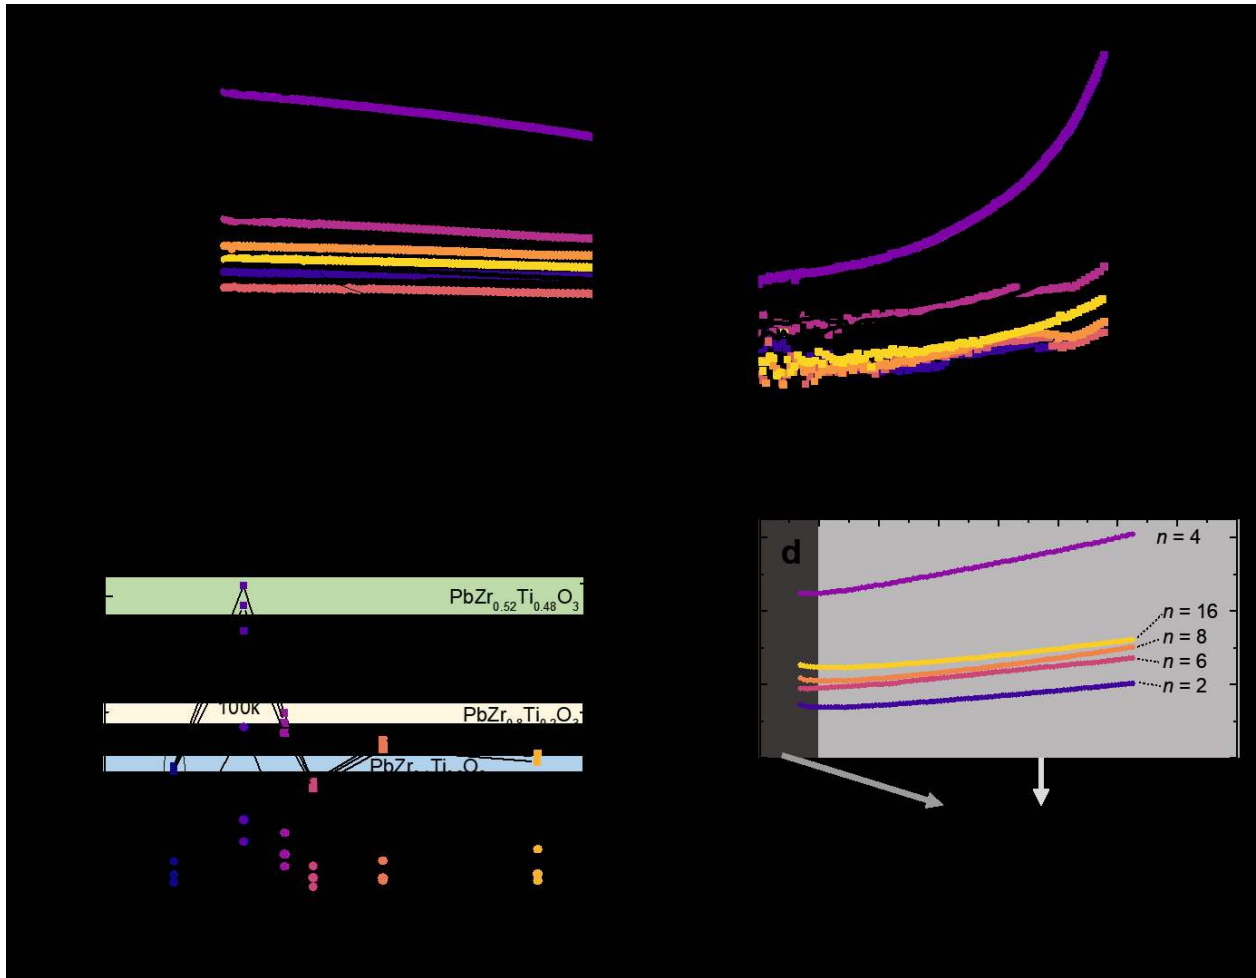 PbZr0.52Ti0.48O3
100k
PbZr0.8Ti0.2O3
d
n = 4
n = 16
n = 8
n = 6
n = 2